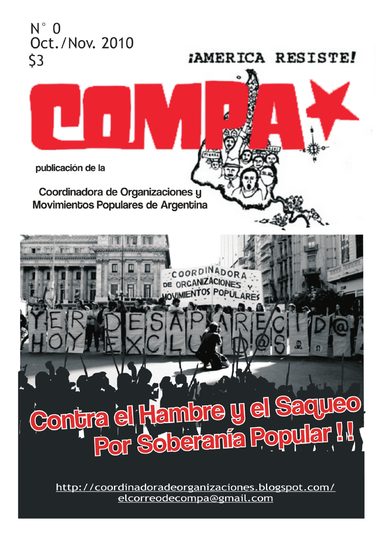 N° 0
Oct./Nov. 2010
$3
¡AMERICA RESISTE!
COMPA
publicación de la
Coordinadora de Organizaciones y
Movimientos Populares de Argentina
COORDINADORA
DE ORGANIZACIONES Y
MOVIMIENTOS POPULARES
YER DESAPARECID@
HOY EXCLUID@S
Contra el Hambre y el Saqueo
Por Soberanía Popular !!
http://coordinadoradeorganizaciones.blogspot.com/
elcorreodecompa@gmail.com